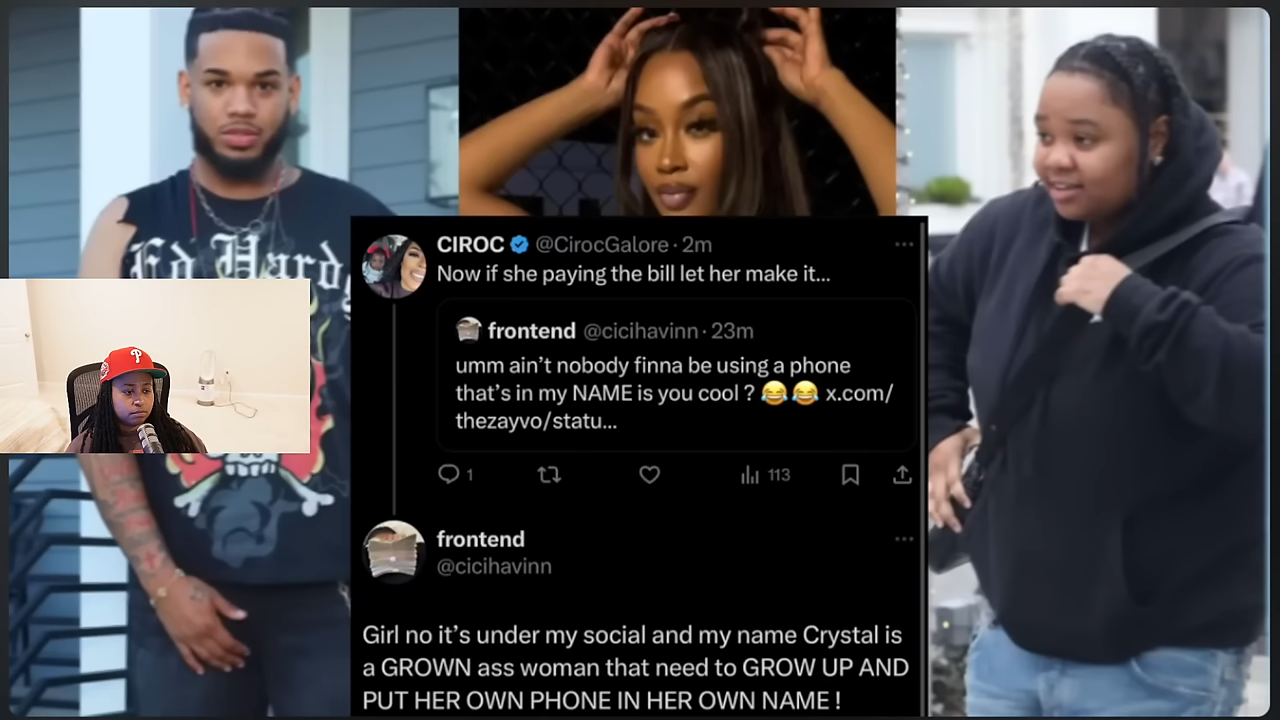 Ed Hardy
P
CIROC @CirocGalore · 2m
Now if she paying the bill let her make it...
frontend @cicihavinn · 23m
umm ain't nobody finna be using a phone
that's in my NAME is you cool ? 😂😂 x.com/
thezayvo/statu...
1
113
frontend
@cicihavinn
Girl no it's under my social and my name Crystal is
a GROWN ass woman that need to GROW UP AND
PUT HER OWN PHONE IN HER OWN NAME !